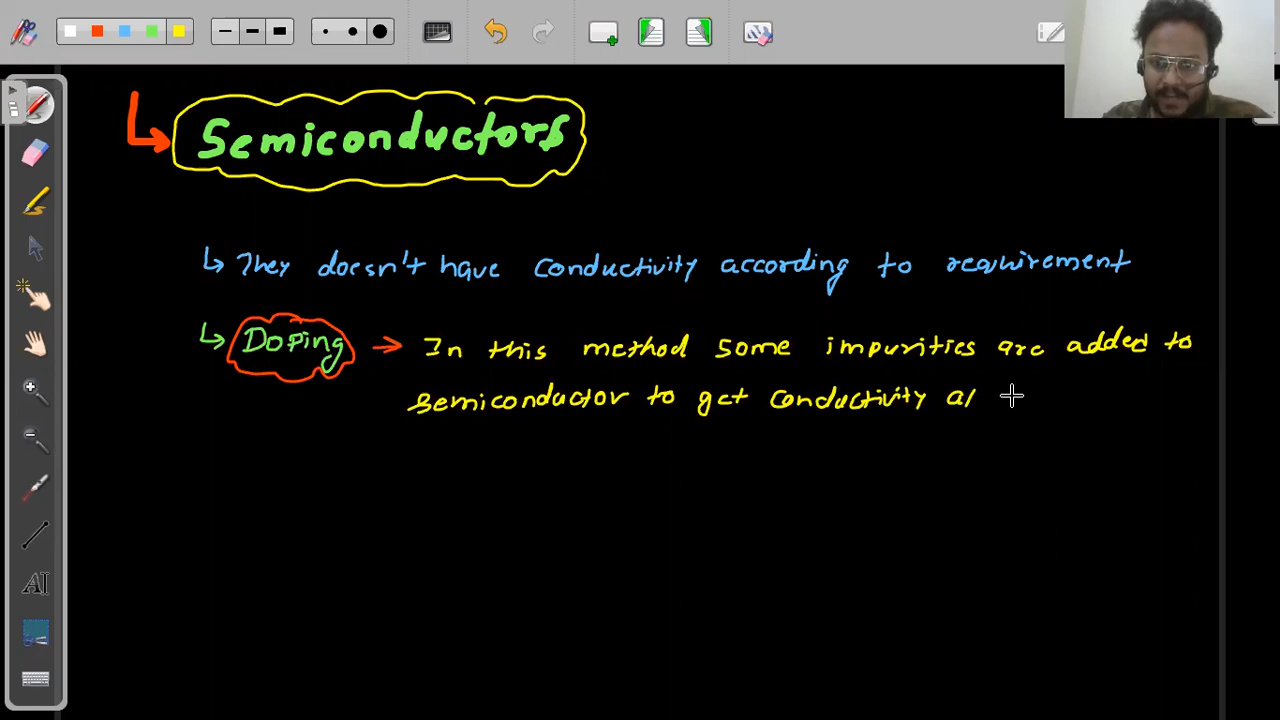 Semiconductors
They doesn't have conductivity according to requirement
Doping → In this method some impurities are added to
semiconductor to get conductivity